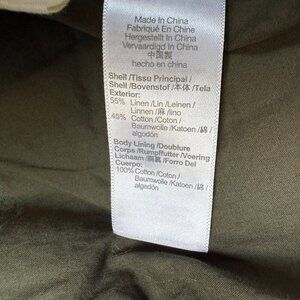 Made In China
Fabriqué En Chine
Hergestellt In China
Vervaardigd In China
中国製
hecho en china
Shell /Tissu Principal /
Shell /Bovenstof /本体 /Tela
Exterior:
55% Linen /Lin /Leinen /
Linnen /麻 /lino
45% Cotton /Coton /
Baumwolle /Katoen /綿 /
algodón
Body Lining /Doublure
Corps /Rumpffutter /Voering
Lichaam /胴裏 /Forro Del
Cuerpo:
100% Cotton /Coton /
Baumwolle /Katoen /綿 /
algodón